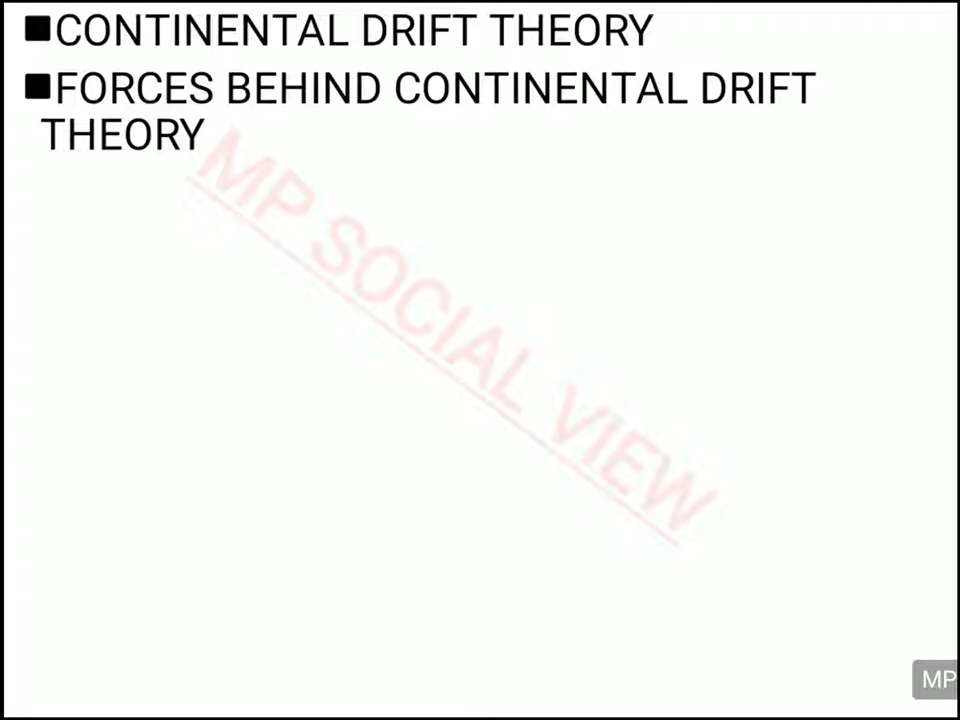 ■CONTINENTAL DRIFT THEORY
■FORCES BEHIND CONTINENTAL DRIFT
THEORY
MP SOCIAL VIEW
MP